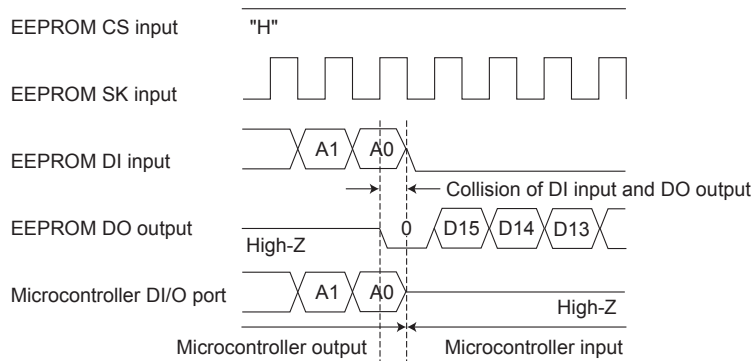 EEPROM CS input
"H"
EEPROM SK input
EEPROM DI input
A1
A0
Collision of DI input and DO output
EEPROM DO output
High-Z
0
D15
D14
D13
Microcontroller DI/O port
A1
A0
High-Z
Microcontroller output
Microcontroller input